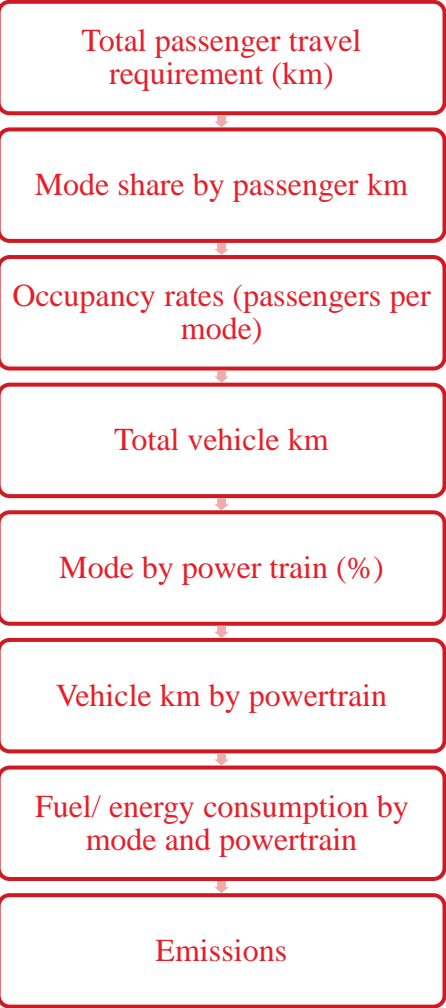 Total passenger travel
requirement (km)
Mode share by passenger km
Occupancy rates (passengers per
mode)
Total vehicle km
Mode by power train (%)
Vehicle km by powertrain
Fuel/ energy consumption by
mode and powertrain
Emissions